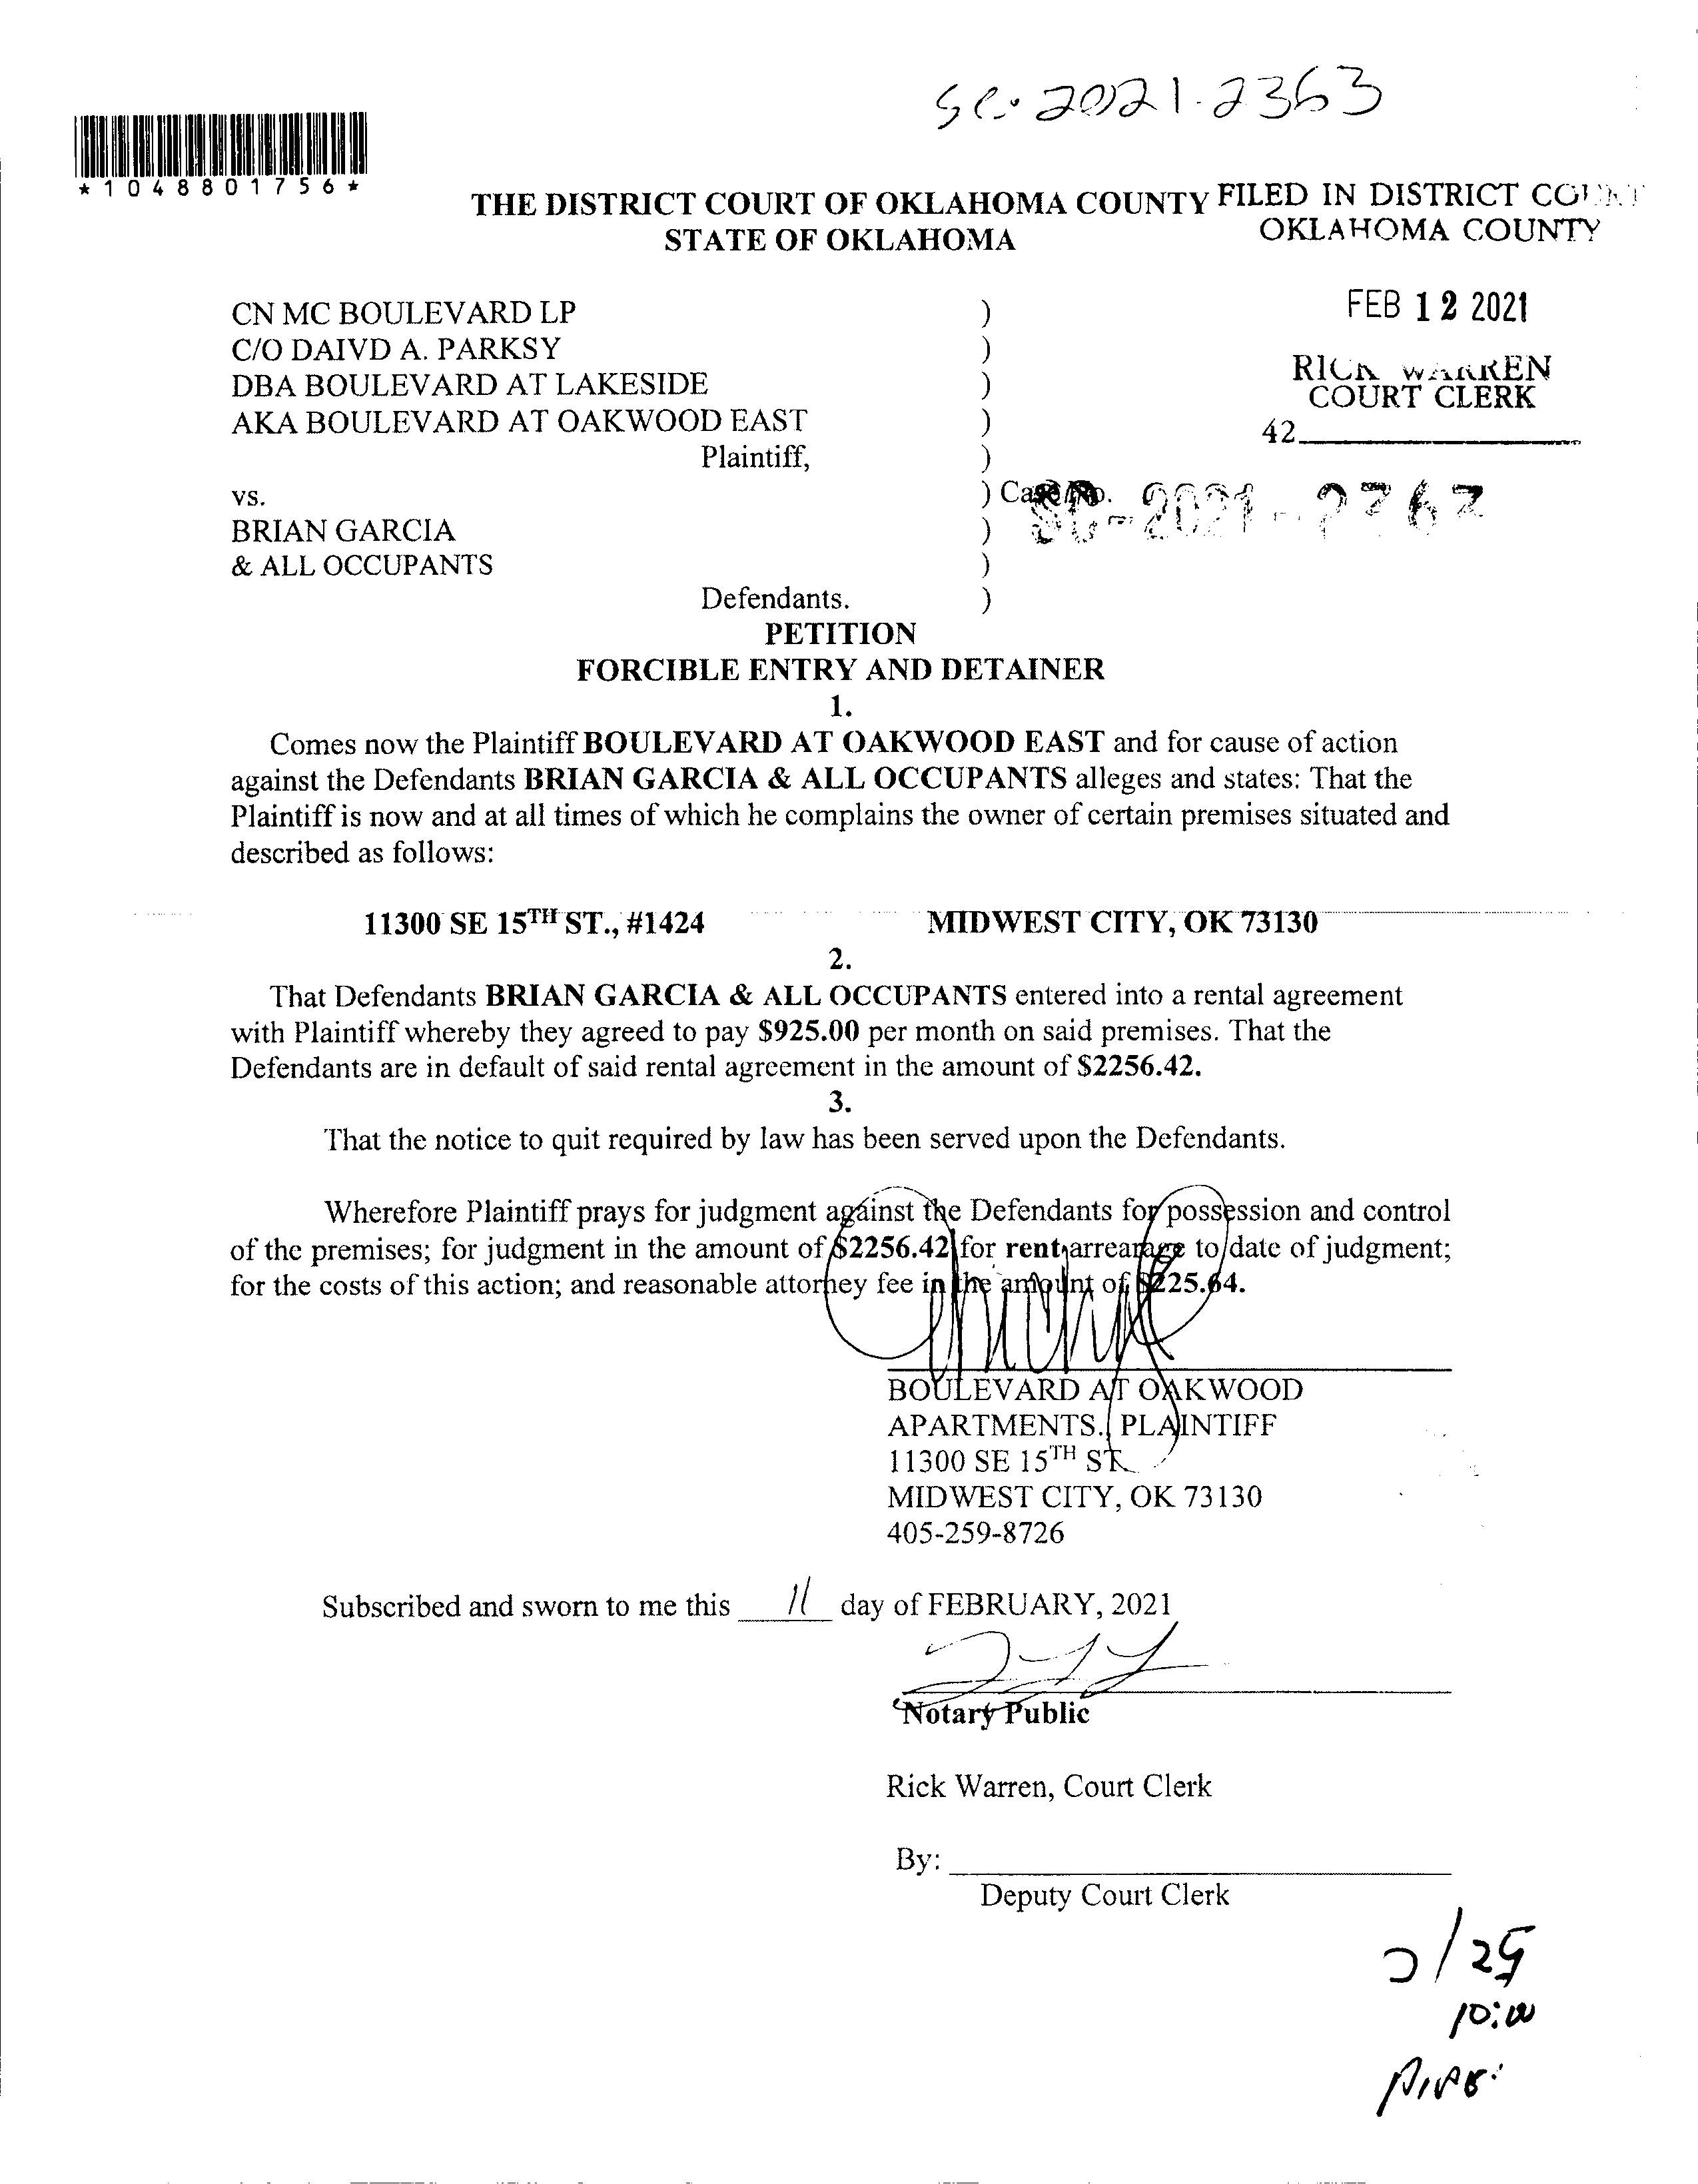 SC-2021-2363
*1048801756*
THE DISTRICT COURT OF OKLAHOMA COUNTY
STATE OF OKLAHOMA
FILED IN DISTRICT COURT
OKLAHOMA COUNTY
FEB 12 2021
RICK WARREN
COURT CLERK
42
CN MC BOULEVARD LP )
C/O DAIVD A. PARKSY )
DBA BOULEVARD AT LAKESIDE )
AKA BOULEVARD AT OAKWOOD EAST )
Plaintiff, )
vs. ) Case No. SC-2021-2363
BRIAN GARCIA )
& ALL OCCUPANTS )
Defendants. )
PETITION
FORCIBLE ENTRY AND DETAINER
1.
Comes now the Plaintiff BOULEVARD AT OAKWOOD EAST and for cause of action
against the Defendants BRIAN GARCIA & ALL OCCUPANTS alleges and states: That the
Plaintiff is now and at all times of which he complains the owner of certain premises situated and
described as follows:
11300 SE 15TH ST., #1424 MIDWEST CITY, OK 73130
2.
That Defendants BRIAN GARCIA & ALL OCCUPANTS entered into a rental agreement
with Plaintiff whereby they agreed to pay $925.00 per month on said premises. That the
Defendants are in default of said rental agreement in the amount of $2256.42.
3.
That the notice to quit required by law has been served upon the Defendants.
Wherefore Plaintiff prays for judgment against the Defendants for possession and control
of the premises; for judgment in the amount of $2256.42 for rent arrearage to date of judgment;
for the costs of this action; and reasonable attorney fee in the amount of $225.64.
BOULEVARD AT OAKWOOD
APARTMENTS., PLAINTIFF
11300 SE 15TH ST.
MIDWEST CITY, OK 73130
405-259-8726
Subscribed and sworn to me this 11 day of FEBRUARY, 2021
Notary Public
Rick Warren, Court Clerk
By:
Deputy Court Clerk
2/25
10:00